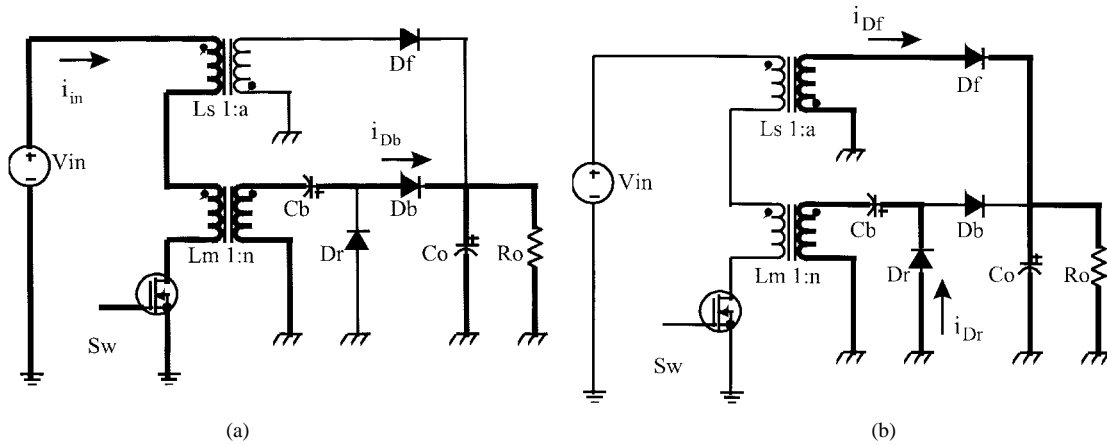 i_in
Ls 1:a
Df
i_Db
+
Vin
-
Cb
+
Db
Lm 1:n
Dr
Co
+
Ro
Sw
(a)
i_Df
Df
Ls 1:a
+
Vin
-
Cb
+
Db
Lm 1:n
Dr
Co
+
Ro
i_Dr
Sw
(b)